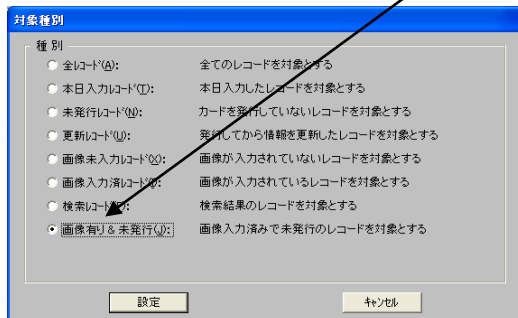 対象種別
種 別
全ﾚｺｰﾄﾞ(A): 全てのレコードを対象とする
本日入力ﾚｺｰﾄﾞ(T): 本日入力したレコードを対象とする
未発行ﾚｺｰﾄﾞ(N): カードを発行していないレコードを対象とする
更新ﾚｺｰﾄﾞ(U): 発行してから情報を更新したレコードを対象とする
画像未入力ﾚｺｰﾄﾞ(X): 画像が入力されていないレコードを対象とする
画像入力済ﾚｺｰﾄﾞ 画像が入力されているレコードを対象とする
検索ﾚｺｰﾄﾞ 検索結果のレコードを対象とする
画像有り & 未発行(J): 画像入力済みで未発行のレコードを対象とする
設定 ｷｬﾝｾﾙ